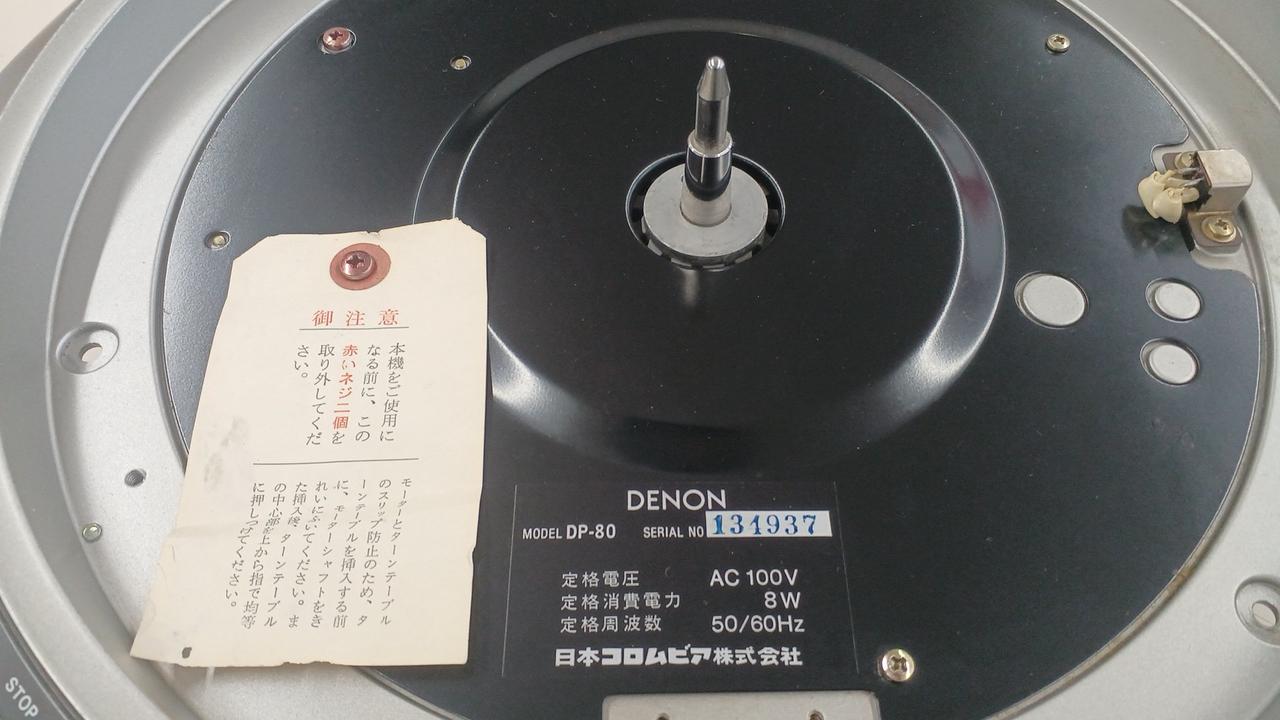 御注意
本機をご使用に
なる前に、この
赤いネジ二個を
取り外してくだ
さい。
モーターとターンテーブル
のスリップ防止のため、タ
ーンテーブルを挿入する前
に、モーターシャフトをき
れいにふいてください。ま
た挿入後、ターンテーブル
の中心部を上から指で均等
に押しつけてください。
DENON
MODEL DP-80 SERIAL NO 134937
定格電圧 AC 100V
定格消費電力 8W
定格周波数 50/60Hz
日本コロムビア株式会社
STOP